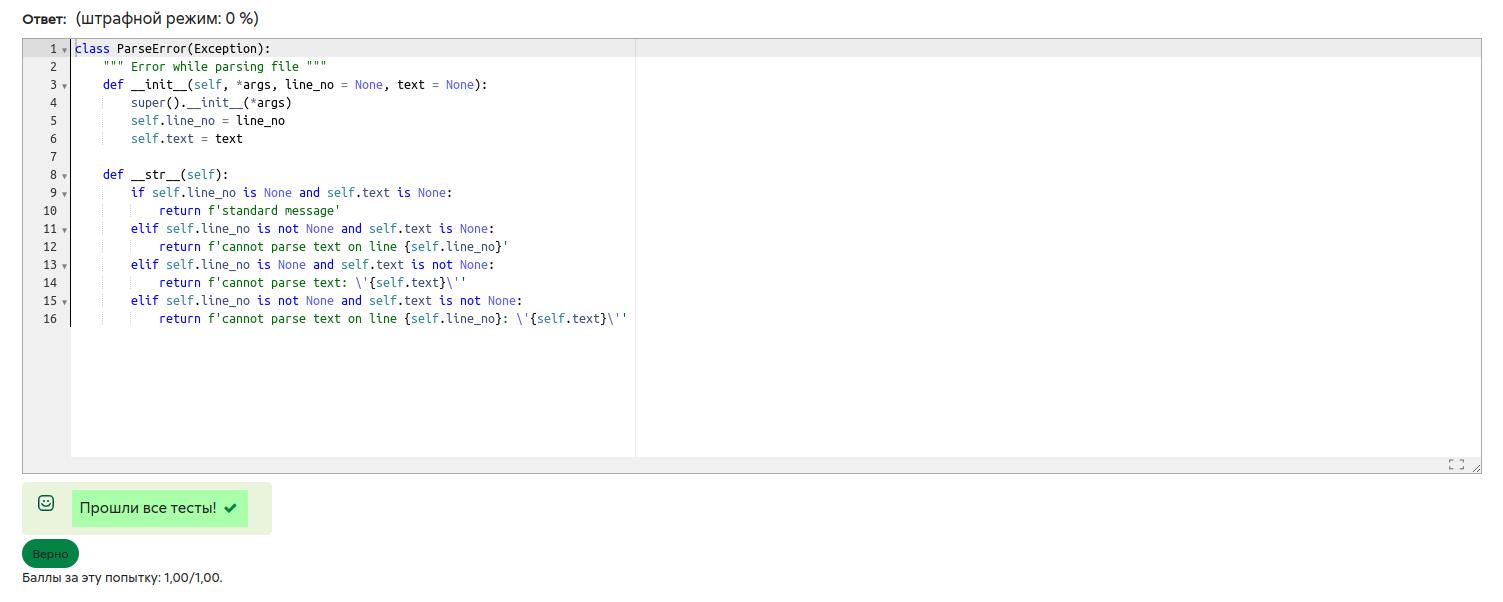 Ответ: (штрафной режим: 0 %)
1 class ParseError(Exception):
2     """ Error while parsing file """
3     def __init__(self, *args, line_no = None, text = None):
4         super().__init__(*args)
5         self.line_no = line_no
6         self.text = text
7
8     def __str__(self):
9         if self.line_no is None and self.text is None:
10             return f'standard message'
11         elif self.line_no is not None and self.text is None:
12             return f'cannot parse text on line {self.line_no}'
13         elif self.line_no is None and self.text is not None:
14             return f'cannot parse text: \'{self.text}\''
15         elif self.line_no is not None and self.text is not None:
16             return f'cannot parse text on line {self.line_no}: \'{self.text}\''
Прошли все тесты!
Верно
Баллы за эту попытку: 1,00/1,00.